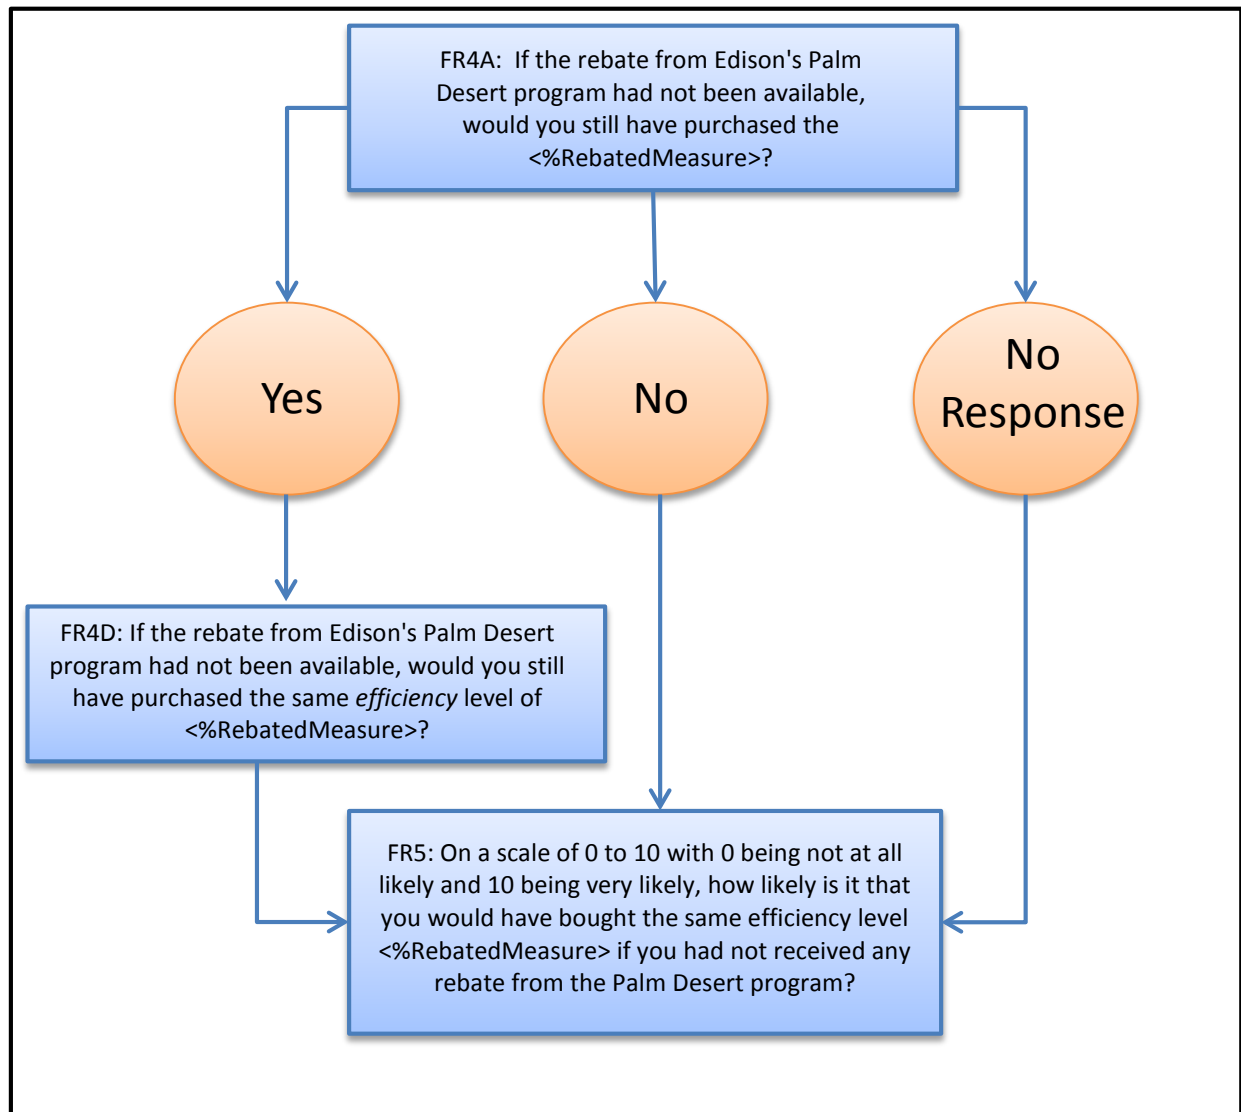 FR4A:  If the rebate from Edison's Palm
Desert program had not been available,
would you still have purchased the
<%RebatedMeasure>?
Yes
No
No
Response
FR4D: If the rebate from Edison's Palm Desert
program had not been available, would you still
have purchased the same efficiency level of
<%RebatedMeasure>?
FR5: On a scale of 0 to 10 with 0 being not at all
likely and 10 being very likely, how likely is it that
you would have bought the same efficiency level
<%RebatedMeasure> if you had not received any
rebate from the Palm Desert program?